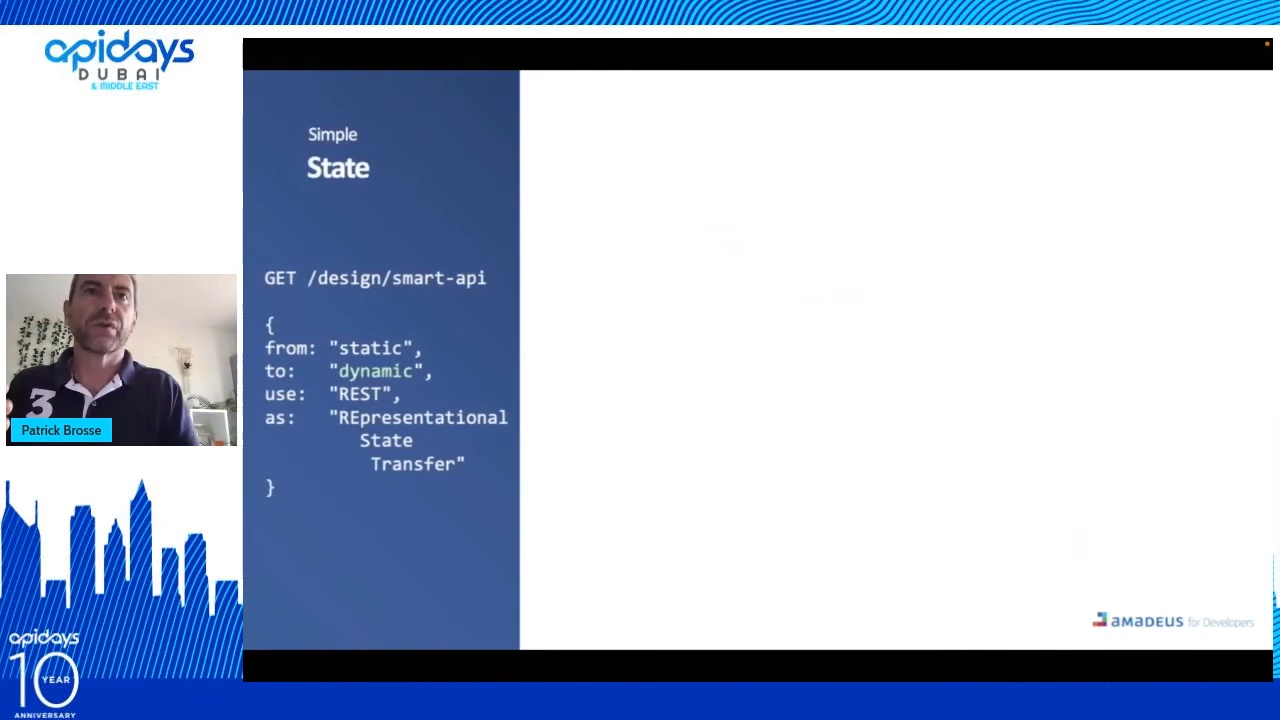 apidays
DUBAI
& MIDDLE EAST
Simple
State
GET /design/smart-api
{
from: "static",
to: "dynamic",
use: "REST",
as: "REpresentational
State
Transfer"
}
3
Patrick Brosse
amadeus for Developers
apidays
10
YEAR
ANNIVERSARY